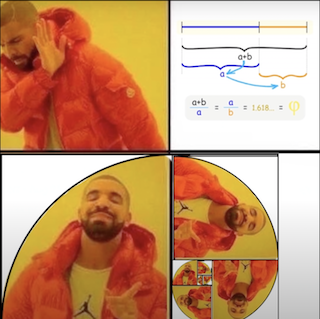 a+b
a
b
a+b/a = a/b = 1.618... = φ